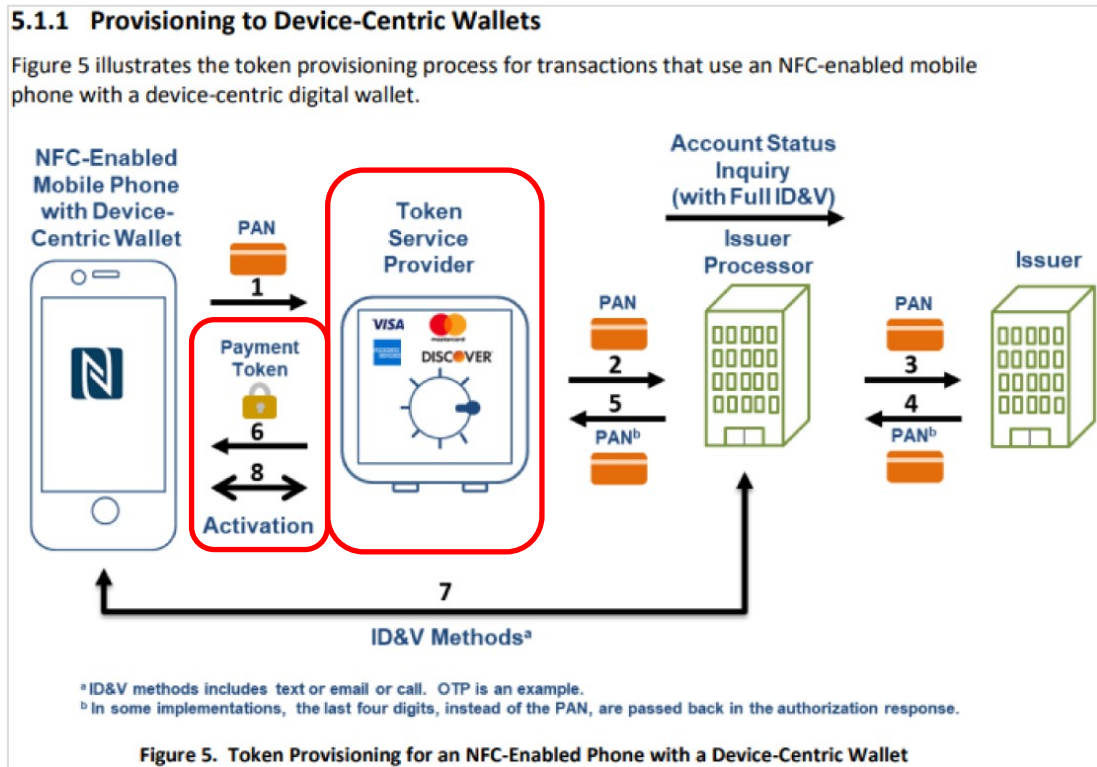 5.1.1 Provisioning to Device-Centric Wallets
Figure 5 illustrates the token provisioning process for transactions that use an NFC-enabled mobile
phone with a device-centric digital wallet.
NFC-Enabled
Mobile Phone
with Device-
Centric Wallet
PAN
1
Payment
Token
6
8
Activation
Token
Service
Provider
VISA
mastercard
AMERICAN EXPRESS
DISCOVER
Account Status
Inquiry
(with Full ID&V)
PAN
2
5
PANᵇ
Issuer
Processor
PAN
3
4
PANᵇ
Issuer
7
ID&V Methodsᵃ
ᵃ ID&V methods includes text or email or call. OTP is an example.
ᵇ In some implementations, the last four digits, instead of the PAN, are passed back in the authorization response.
Figure 5. Token Provisioning for an NFC-Enabled Phone with a Device-Centric Wallet